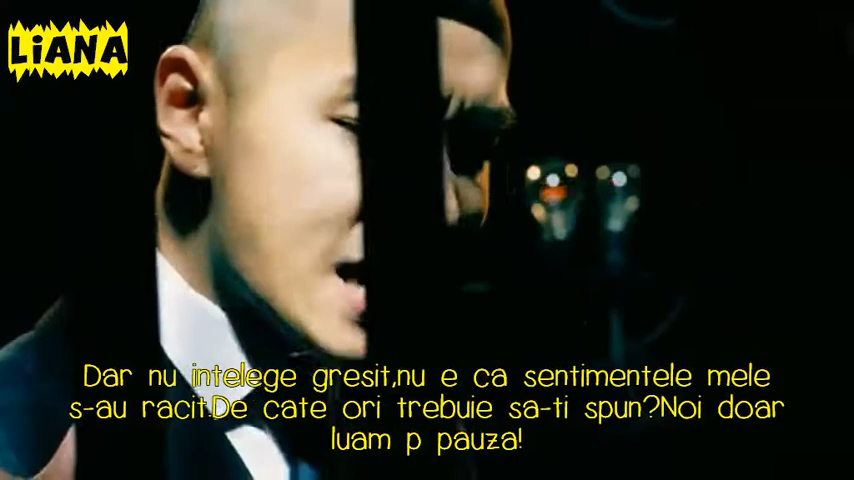 LiANA
Dar nu intelege gresit,nu e ca sentimentele mele
s-au racit.De cate ori trebuie sa-ti spun?Noi doar
luam p pauza!